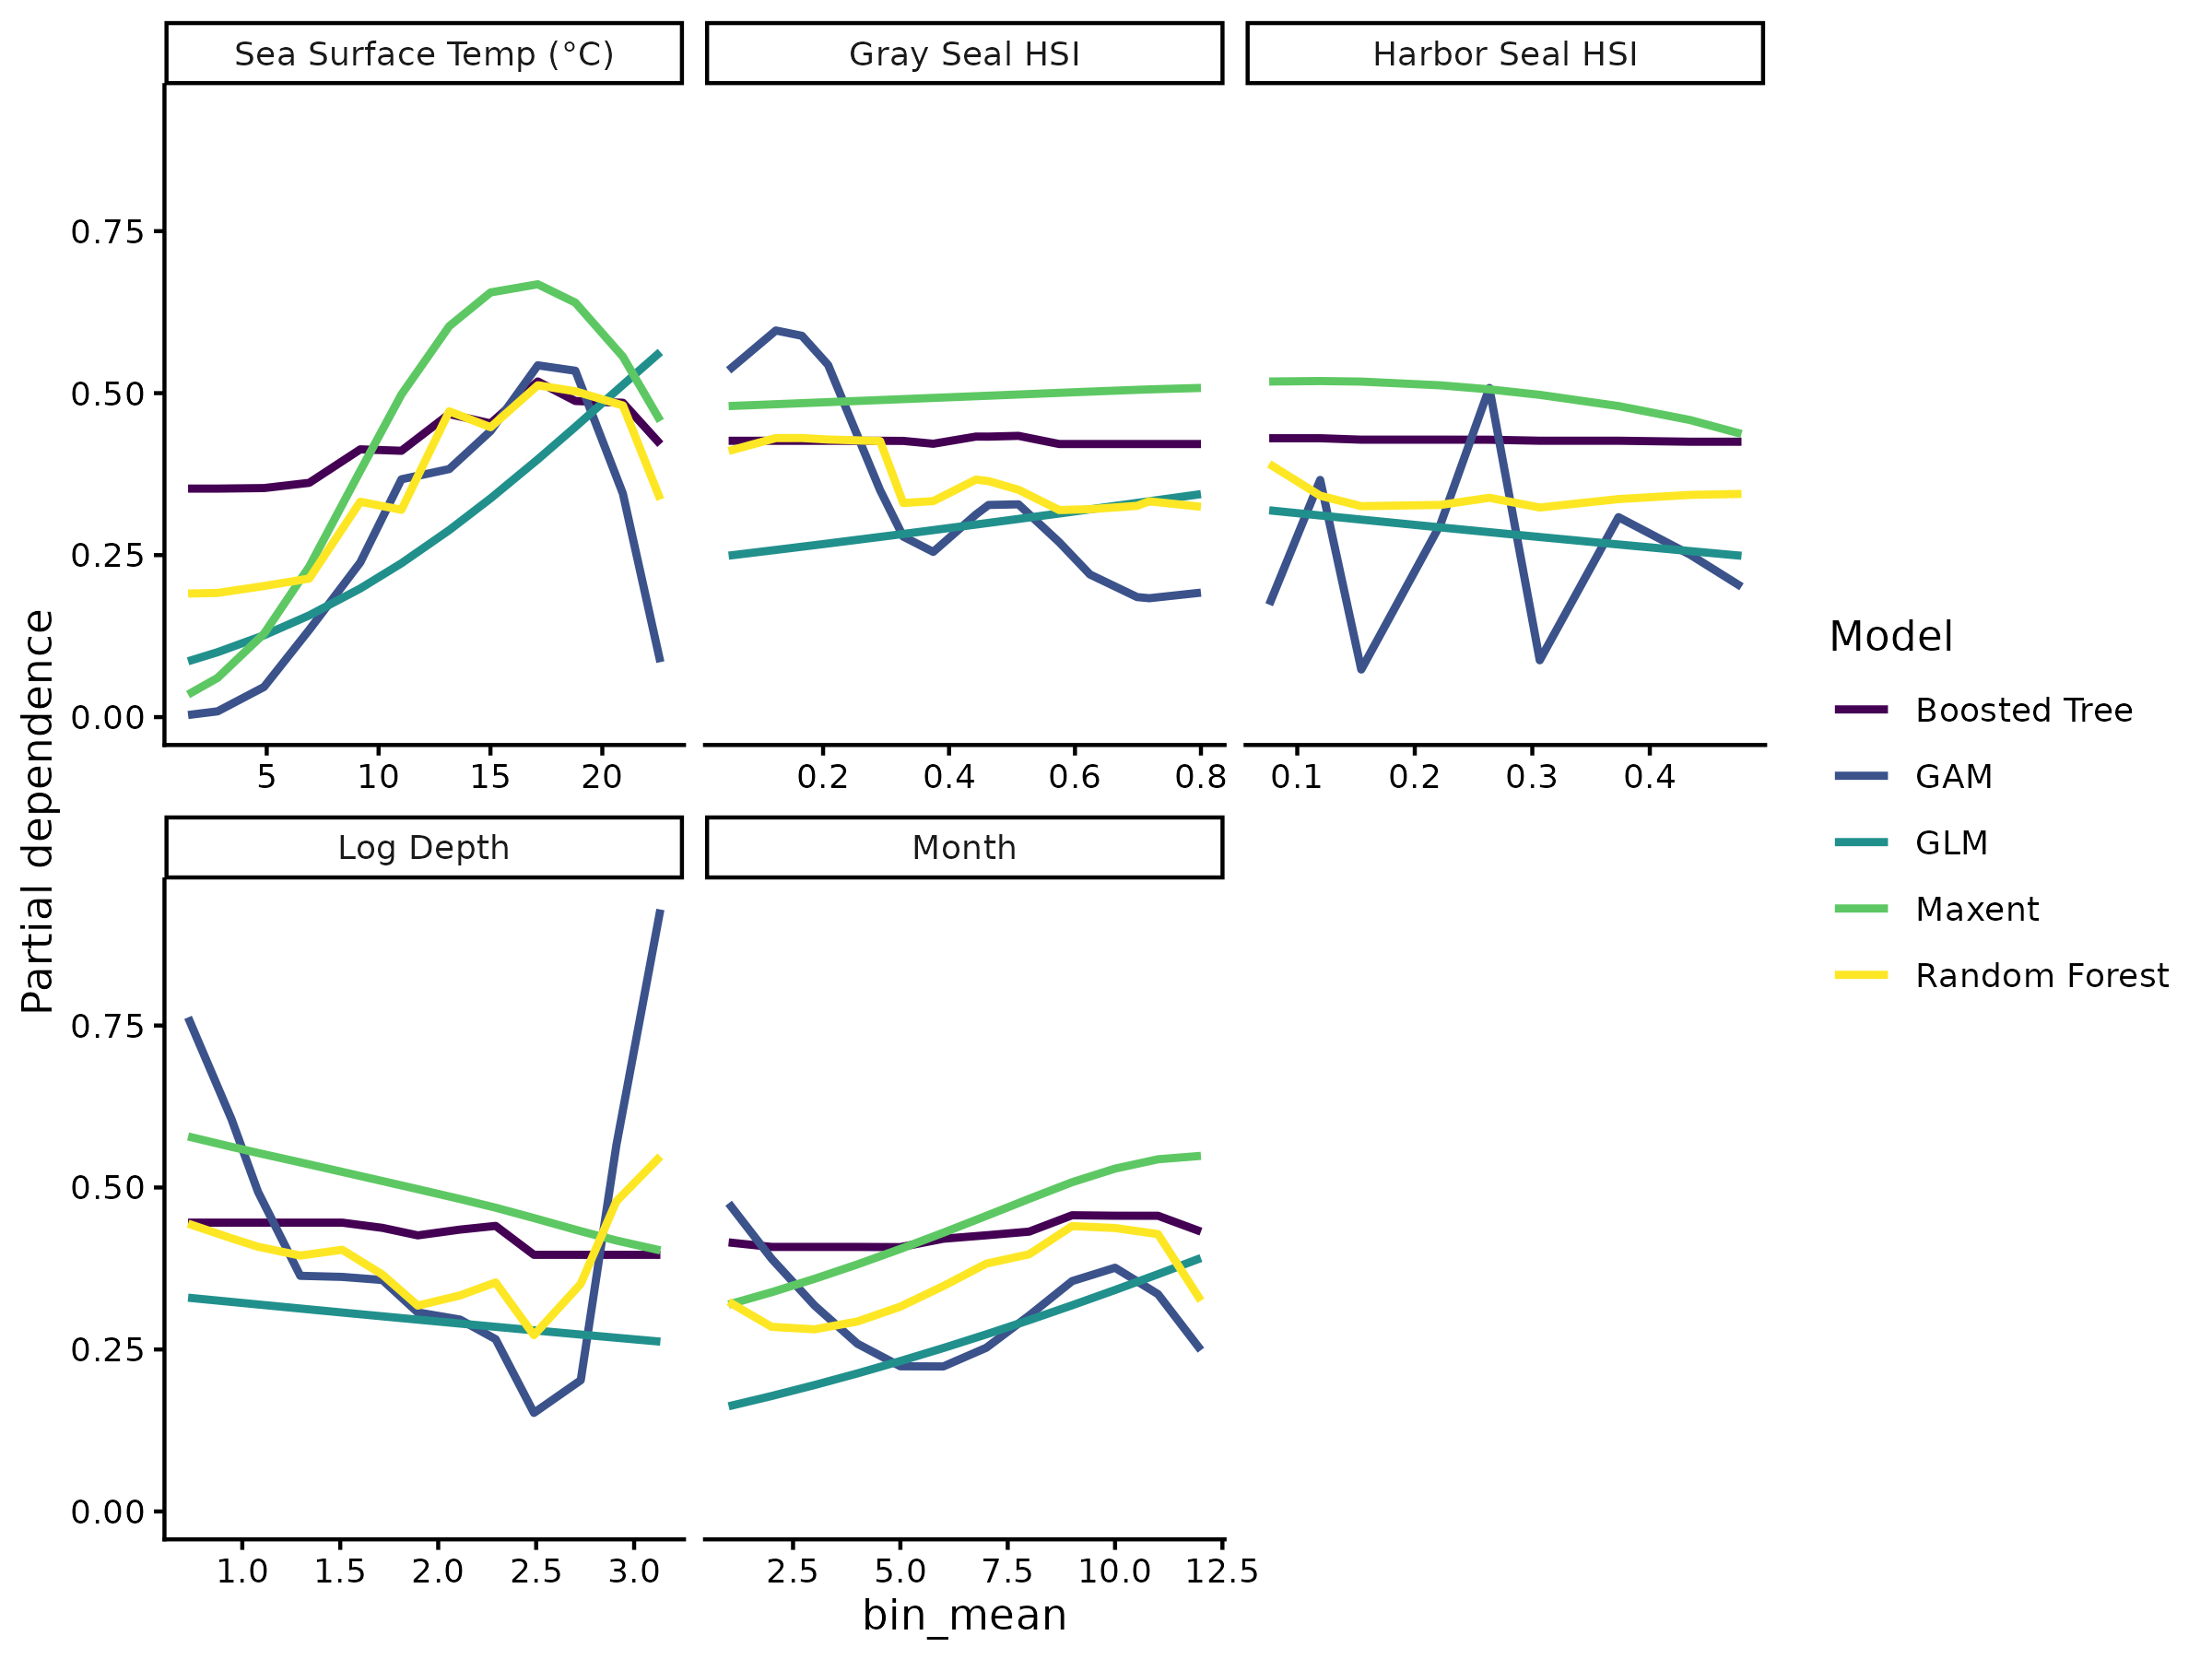 Sea Surface Temp (°C)
Gray Seal HSI
Harbor Seal HSI
0.75
0.50
0.25
0.00
5 10 15 20
0.2 0.4 0.6 0.8
0.1 0.2 0.3 0.4
Partial dependence
Log Depth
Month
0.75
0.50
0.25
0.00
1.0 1.5 2.0 2.5 3.0
2.5 5.0 7.5 10.0 12.5
bin_mean
Model
Boosted Tree
GAM
GLM
Maxent
Random Forest